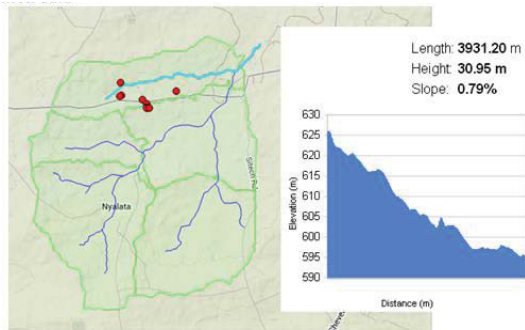 Nyalata
Length: 3931.20 m
Height: 30.95 m
Slope: 0.79%
630
625
620
615
610
605
600
595
590
Elevation (m)
Distance (m)